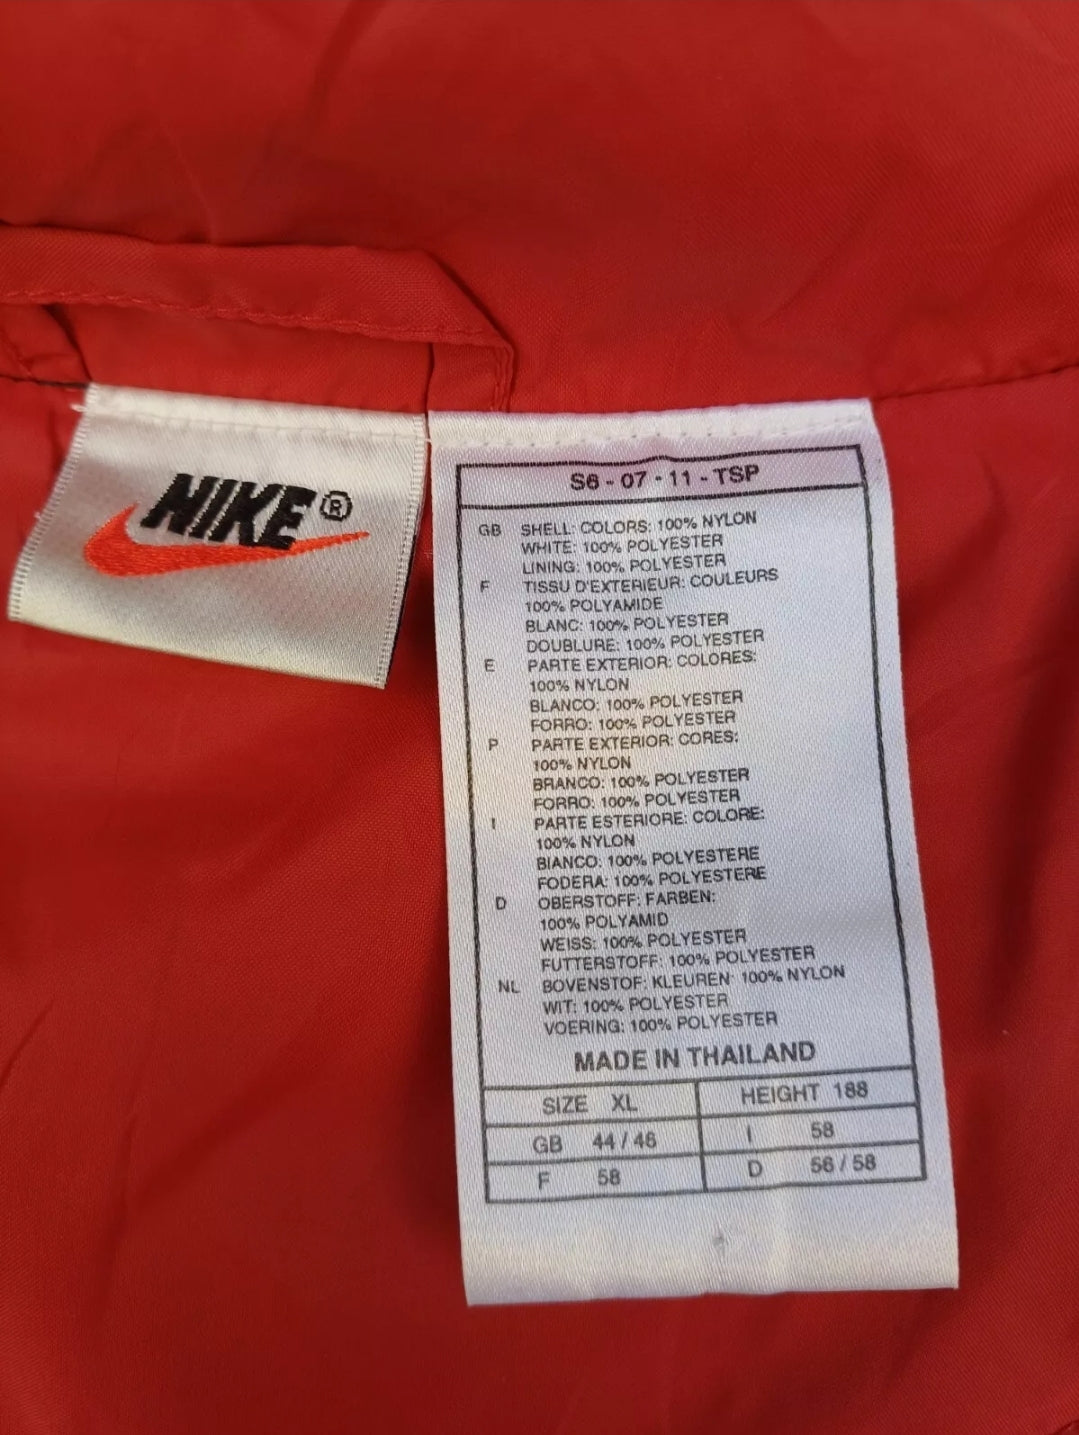 NIKE®
S6 - 07 - 11 - TSP
GB SHELL: COLORS: 100% NYLON
WHITE: 100% POLYESTER
LINING: 100% POLYESTER
F TISSU D'EXTERIEUR: COULEURS
100% POLYAMIDE
BLANC: 100% POLYESTER
DOUBLURE: 100% POLYESTER
E PARTE EXTERIOR: COLORES:
100% NYLON
BLANCO: 100% POLYESTER
FORRO: 100% POLYESTER
P PARTE EXTERIOR: CORES:
100% NYLON
BRANCO: 100% POLYESTER
FORRO: 100% POLYESTER
I PARTE ESTERIORE: COLORE:
100% NYLON
BIANCO: 100% POLYESTERE
FODERA: 100% POLYESTERE
D OBERSTOFF: FARBEN:
100% POLYAMID
WEISS: 100% POLYESTER
FUTTERSTOFF: 100% POLYESTER
NL BOVENSTOF: KLEUREN: 100% NYLON
WIT: 100% POLYESTER
VOERING: 100% POLYESTER
MADE IN THAILAND
SIZE XL HEIGHT 188
GB 44 / 46 I 58
F 58 D 56 / 58